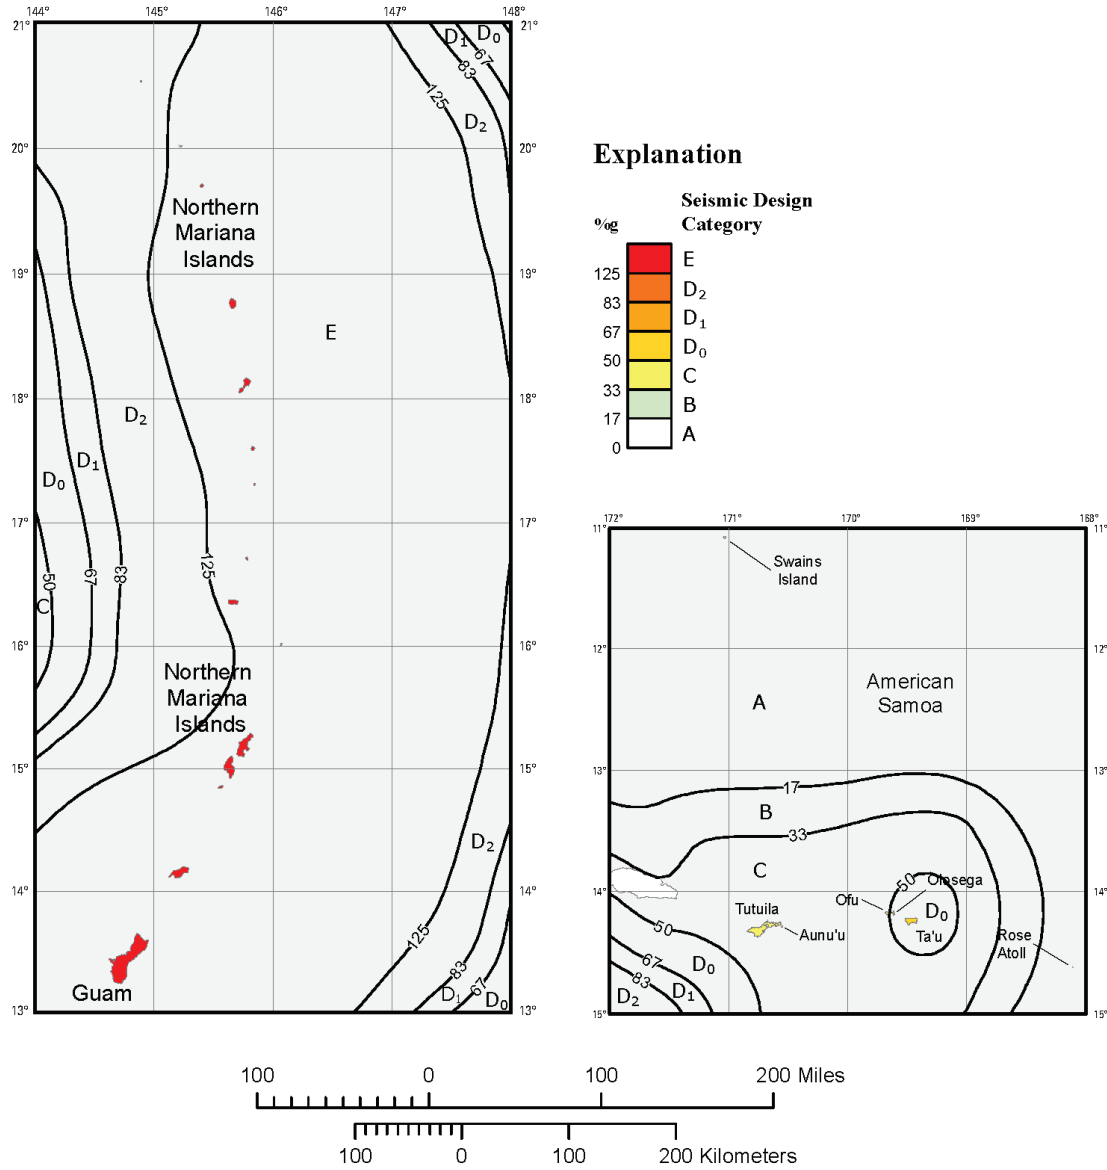 144°
145°
146°
147°
148°
21°
21°
D₁
D₀
67
83
125
D₂
20°
20°
Northern
Mariana
Islands
19°
19°
E
18°
18°
D₂
D₁
D₀
17°
17°
50
67
83
125
C
16°
16°
Northern
Mariana
Islands
15°
15°
D₂
14°
14°
125
83
67
D₁
D₀
Guam
13°
13°
Explanation
%g
Seismic Design
Category
E
125
D₂
83
D₁
67
D₀
50
C
33
B
17
A
0
172°
171°
170°
169°
168°
11°
11°
Swains
Island
12°
12°
A
American
Samoa
13°
13°
17
B
33
C
14°
14°
50
Olosega
Ofu
D₀
Tutuila
Aunu'u
Ta'u
Rose
Atoll
50
D₀
67
83
D₁
D₂
15°
15°
100
0
100
200 Miles
100
0
100
200 Kilometers